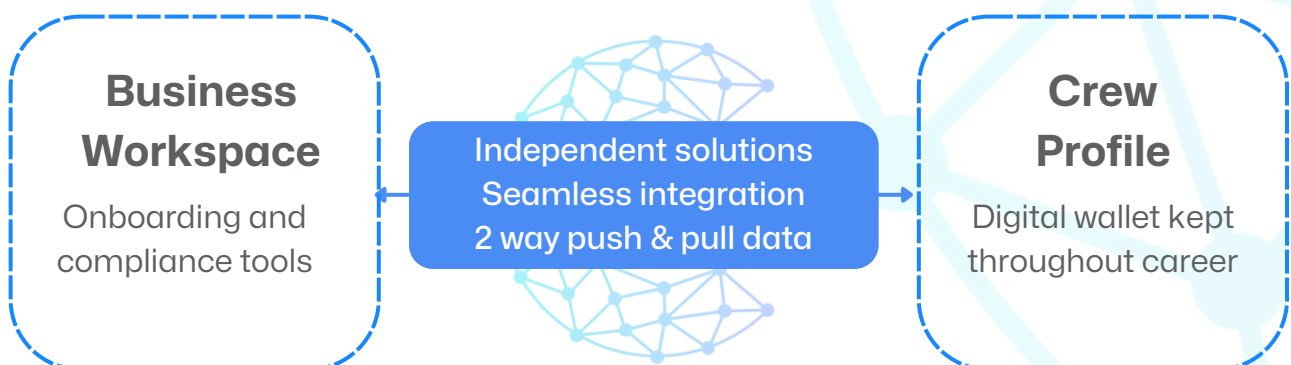 Business
Workspace
Onboarding and
compliance tools
Independent solutions
Seamless integration
2 way push & pull data
Crew
Profile
Digital wallet kept
throughout career